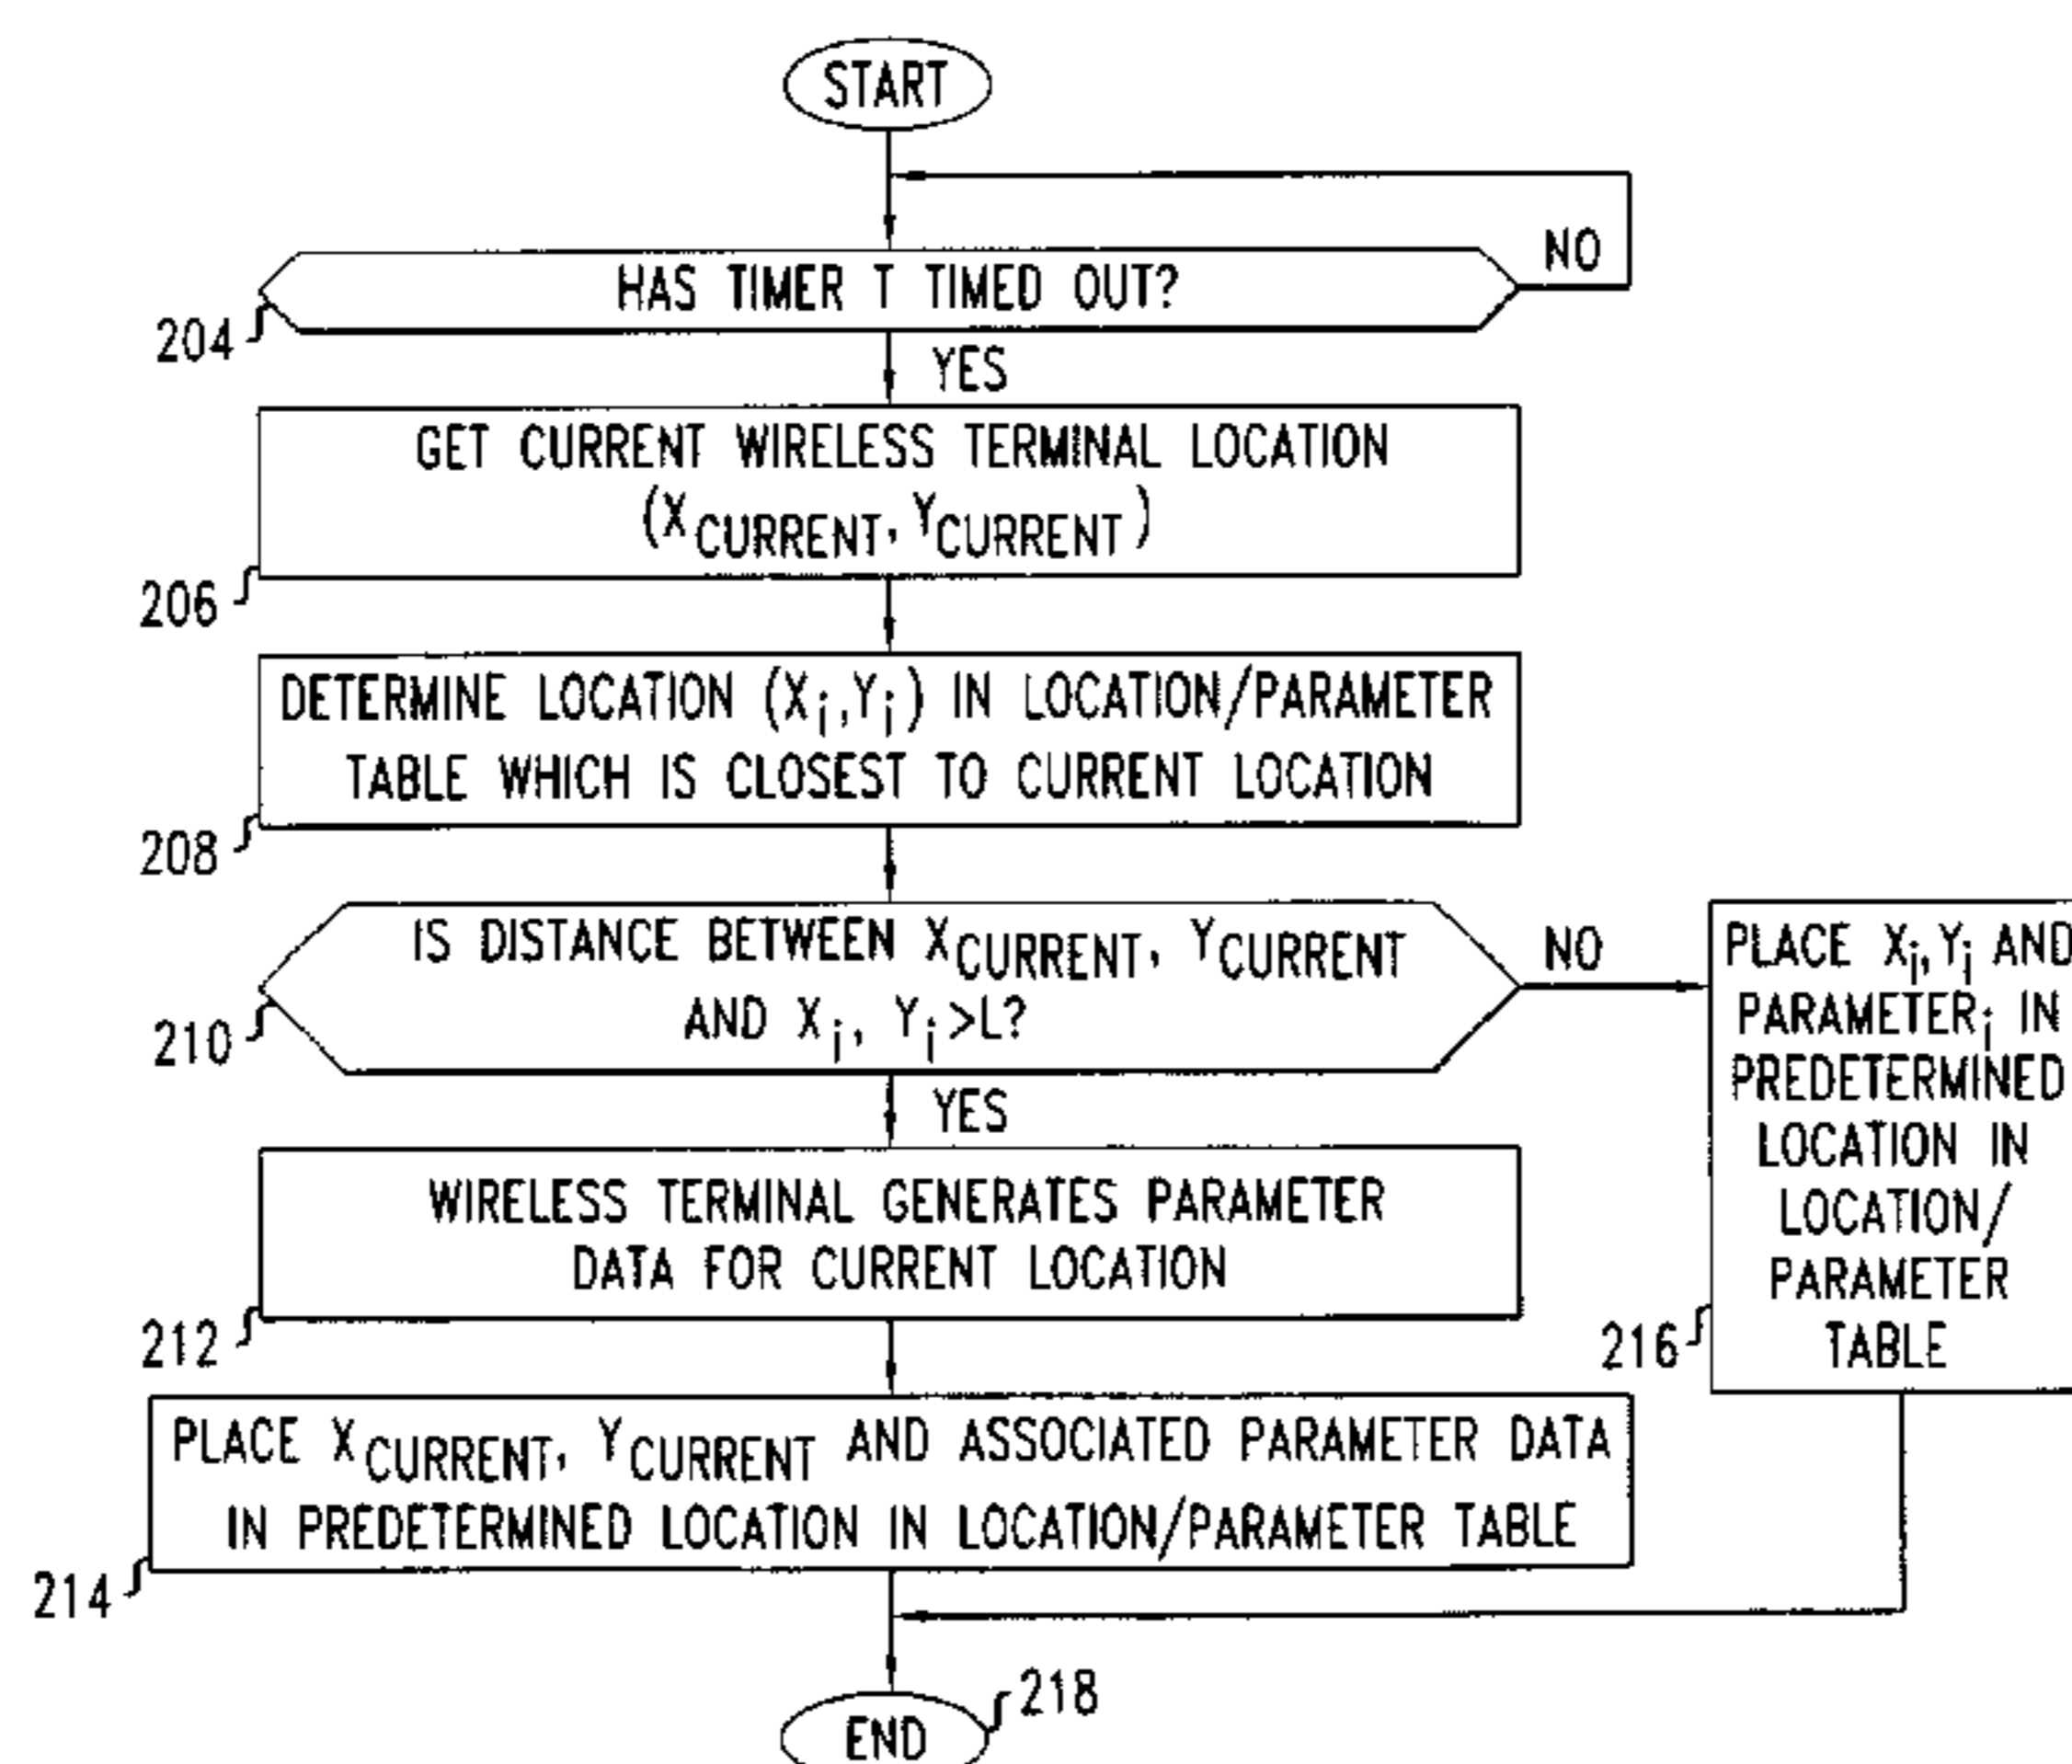 START
NO
HAS TIMER T TIMED OUT?
204
YES
GET CURRENT WIRELESS TERMINAL LOCATION
(XCURRENT, YCURRENT)
206
DETERMINE LOCATION (Xi,Yi) IN LOCATION/PARAMETER
TABLE WHICH IS CLOSEST TO CURRENT LOCATION
208
IS DISTANCE BETWEEN XCURRENT, YCURRENT
AND Xi, Yi>L?
210
NO
PLACE Xi,Yi AND
PARAMETERi IN
PREDETERMINED
LOCATION IN
LOCATION/
PARAMETER
TABLE
216
YES
WIRELESS TERMINAL GENERATES PARAMETER
DATA FOR CURRENT LOCATION
212
PLACE XCURRENT, YCURRENT AND ASSOCIATED PARAMETER DATA
IN PREDETERMINED LOCATION IN LOCATION/PARAMETER TABLE
214
218
END